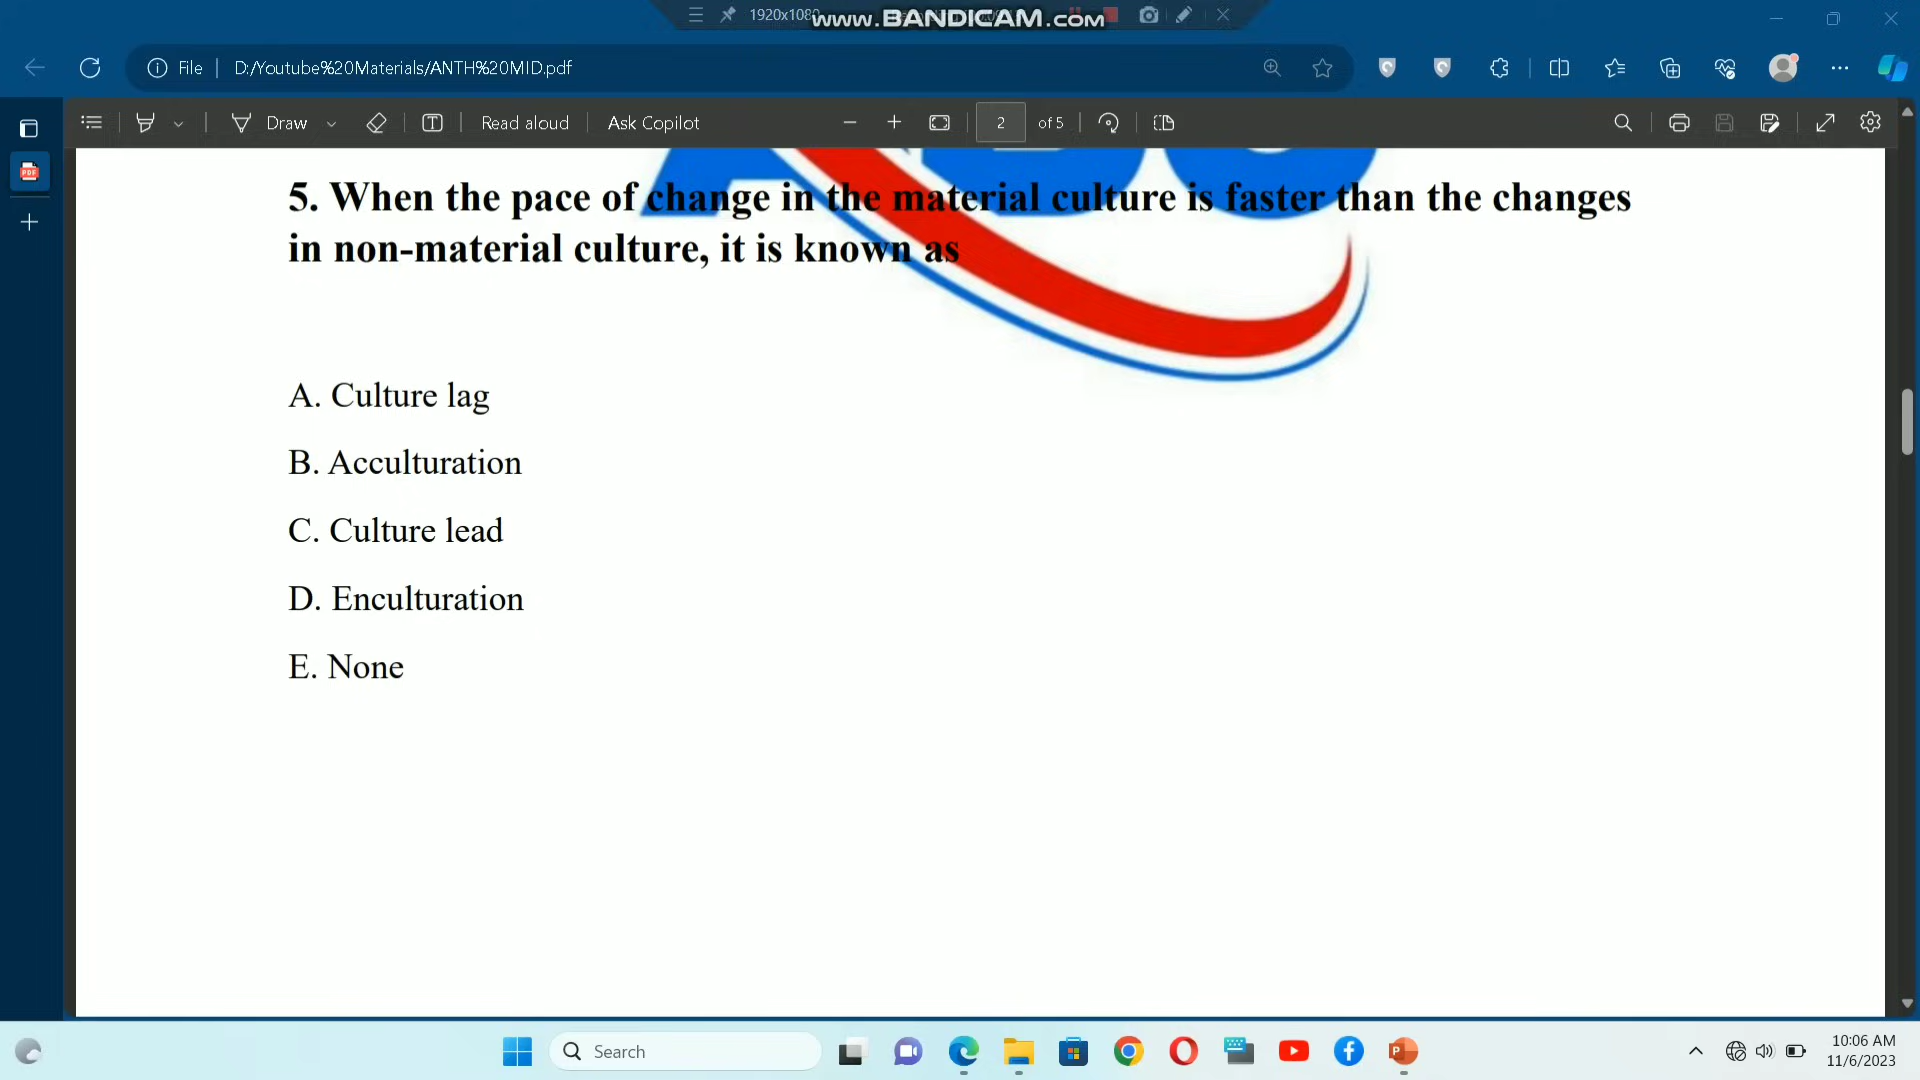 1920x1080
www.BANDICAM.com
File
D:/Youtube%20Materials/ANTH%20MID.pdf
Draw
Read aloud
Ask Copilot
2
of 5
5. When the pace of change in the material culture is faster than the changes
in non-material culture, it is known as
A. Culture lag
B. Acculturation
C. Culture lead
D. Enculturation
E. None
Search
10:06 AM
11/6/2023